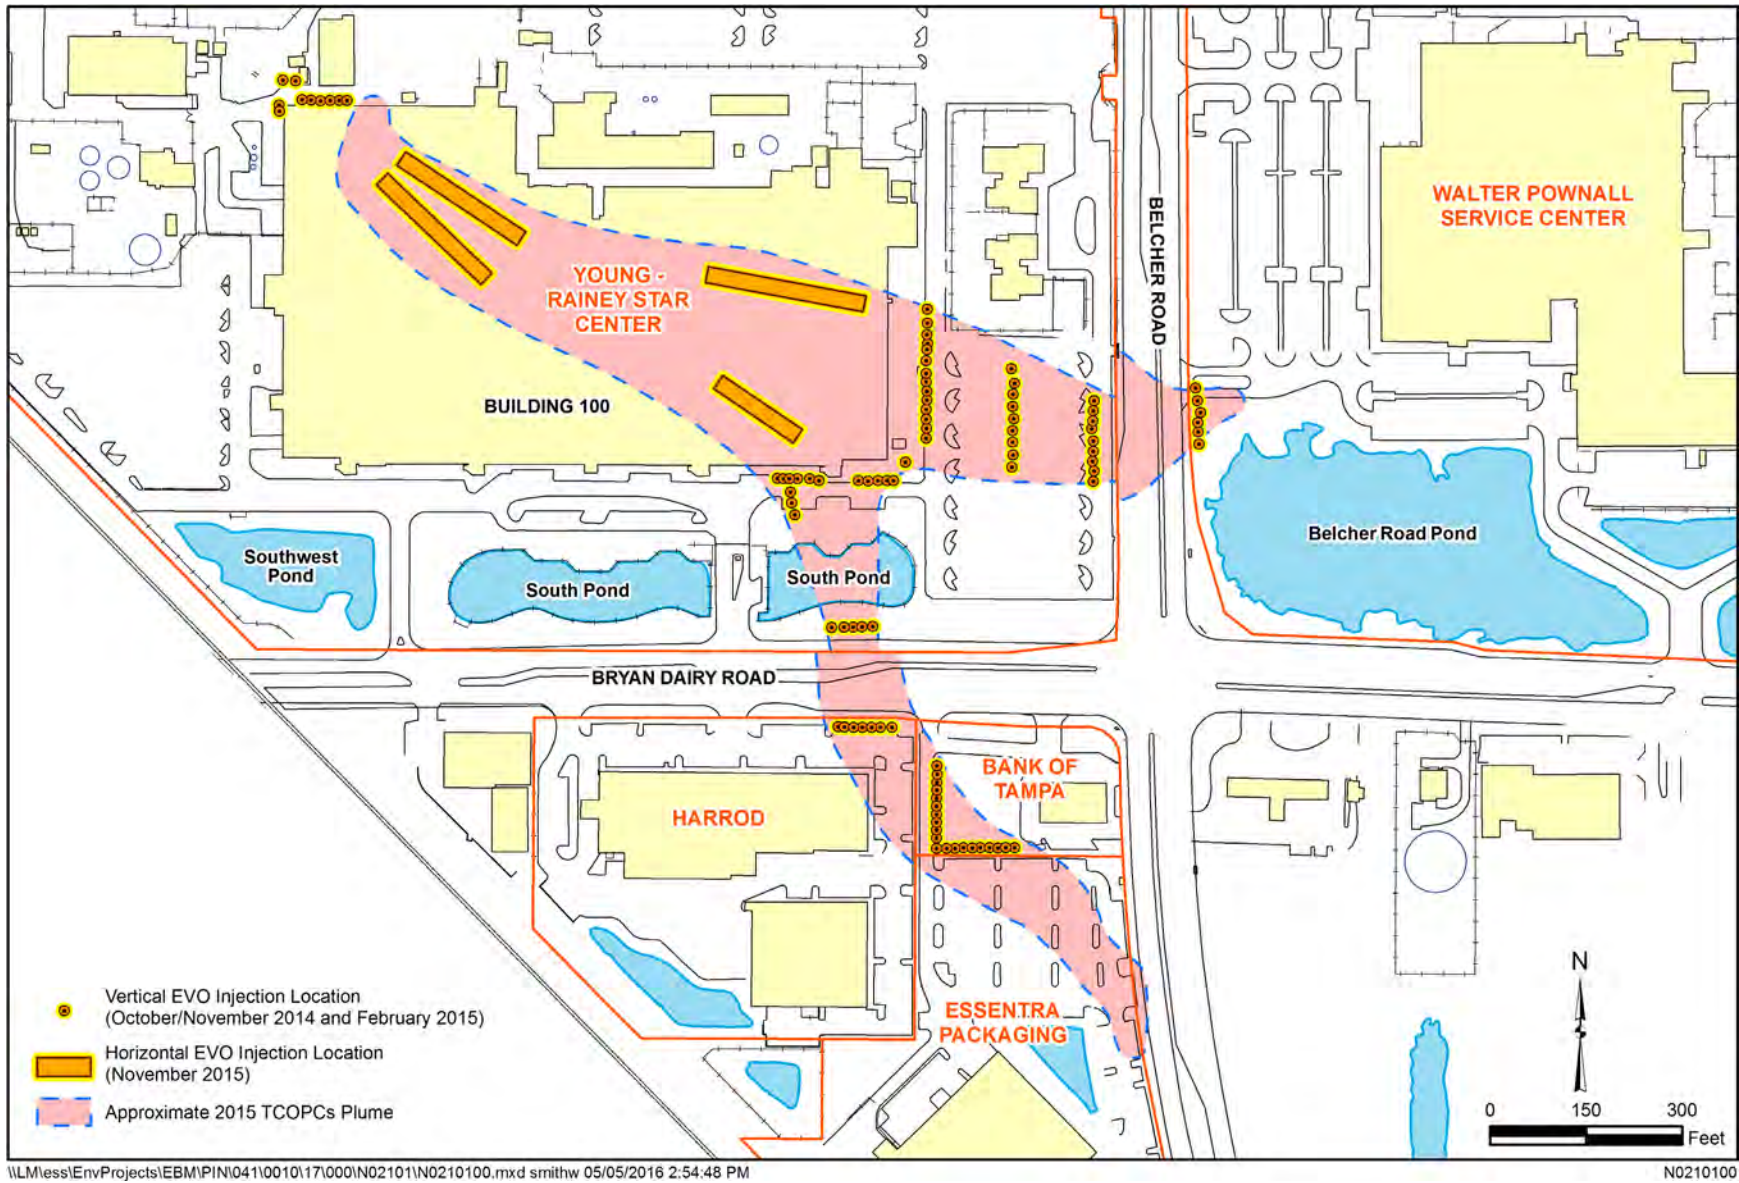 WALTER POWNALL
SERVICE CENTER
BELCHER ROAD
YOUNG -
RAINEY STAR
CENTER
BUILDING 100
Southwest
Pond
South Pond
South Pond
Belcher Road Pond
BRYAN DAIRY ROAD
BANK OF
TAMPA
HARROD
ESSENTRA
PACKAGING
Vertical EVO Injection Location
(October/November 2014 and February 2015)
Horizontal EVO Injection Location
(November 2015)
Approximate 2015 TCOPCs Plume
N
0 150 300
Feet
\\LM\ess\EnvProjects\EBM\PIN\041\0010\17\000\N02101\N0210100.mxd smithw 05/05/2016 2:54:48 PM
N0210100